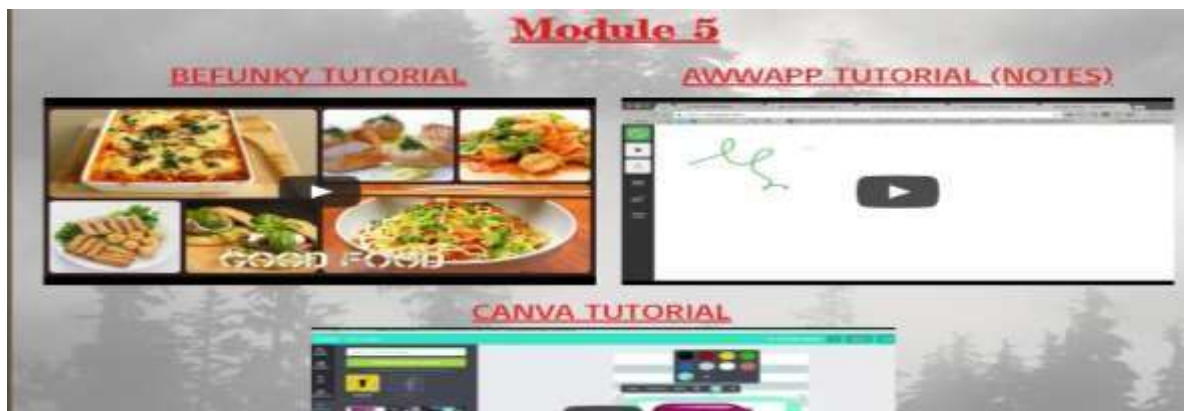 Module 5
BEFUNKY TUTORIAL
AWWAPP TUTORIAL (NOTES)
GOOD FOOD
CANVA TUTORIAL